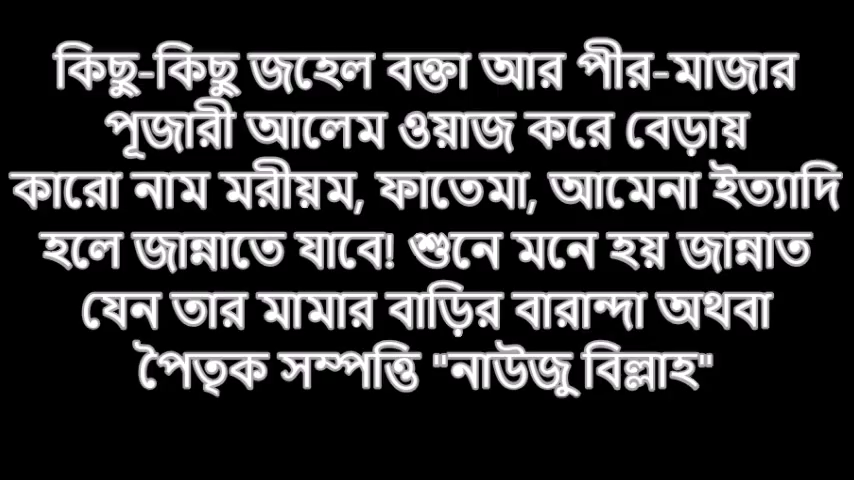 কিছু-কিছু জহেল বক্তা আর পীর-মাজার
পূজারী আলেম ওয়াজ করে বেড়ায়
কারো নাম মরীয়ম, ফাতেমা, আমেনা ইত্যাদি
হলে জান্নাতে যাবে! শুনে মনে হয় জান্নাত
যেন তার মামার বাড়ির বারান্দা অথবা
পৈতৃক সম্পত্তি "নাউজু বিল্লাহ"